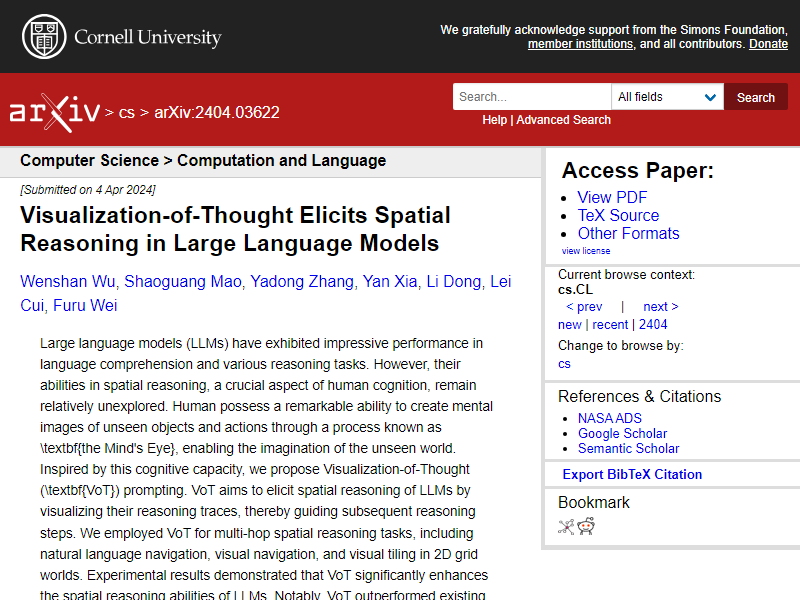 Cornell University
We gratefully acknowledge support from the Simons Foundation,
member institutions, and all contributors. Donate
arXiv > cs > arXiv:2404.03622
Search...
All fields
Search
Help | Advanced Search
Computer Science > Computation and Language
[Submitted on 4 Apr 2024]
Visualization-of-Thought Elicits Spatial
Reasoning in Large Language Models
Wenshan Wu, Shaoguang Mao, Yadong Zhang, Yan Xia, Li Dong, Lei
Cui, Furu Wei
Large language models (LLMs) have exhibited impressive performance in
language comprehension and various reasoning tasks. However, their
abilities in spatial reasoning, a crucial aspect of human cognition, remain
relatively unexplored. Human possess a remarkable ability to create mental
images of unseen objects and actions through a process known as
\textbf{the Mind's Eye}, enabling the imagination of the unseen world.
Inspired by this cognitive capacity, we propose Visualization-of-Thought
(\textbf{VoT}) prompting. VoT aims to elicit spatial reasoning of LLMs by
visualizing their reasoning traces, thereby guiding subsequent reasoning
steps. We employed VoT for multi-hop spatial reasoning tasks, including
natural language navigation, visual navigation, and visual tiling in 2D grid
worlds. Experimental results demonstrated that VoT significantly enhances
the spatial reasoning abilities of LLMs. Notably, VoT outperformed existing
Access Paper:
View PDF
TeX Source
Other Formats
view license
Current browse context:
cs.CL
< prev | next >
new | recent | 2404
Change to browse by:
cs
References & Citations
NASA ADS
Google Scholar
Semantic Scholar
Export BibTeX Citation
Bookmark